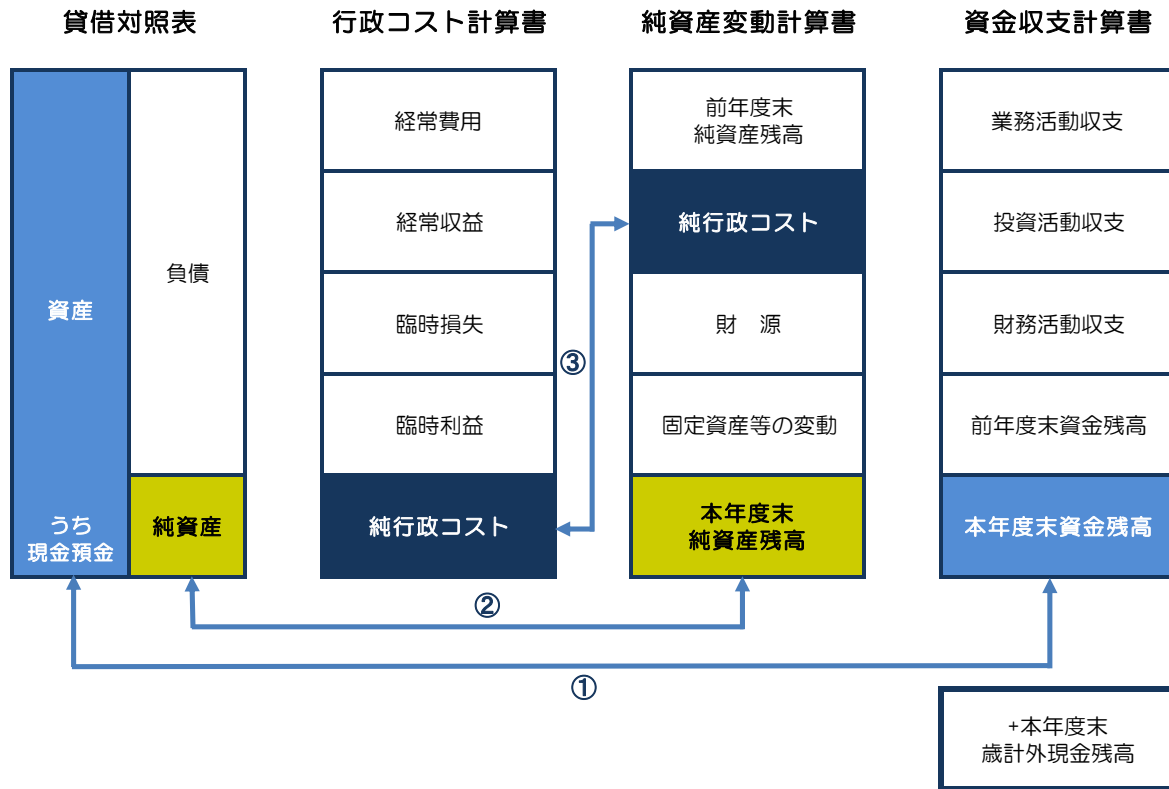 貸借対照表
行政コスト計算書
純資産変動計算書
資金収支計算書
資産
うち
現金預金
負債
純資産
経常費用
経常収益
臨時損失
臨時利益
純行政コスト
③
前年度末
純資産残高
純行政コスト
財　源
固定資産等の変動
本年度末
純資産残高
業務活動収支
投資活動収支
財務活動収支
前年度末資金残高
本年度末資金残高
②
①
+本年度末
歳計外現金残高